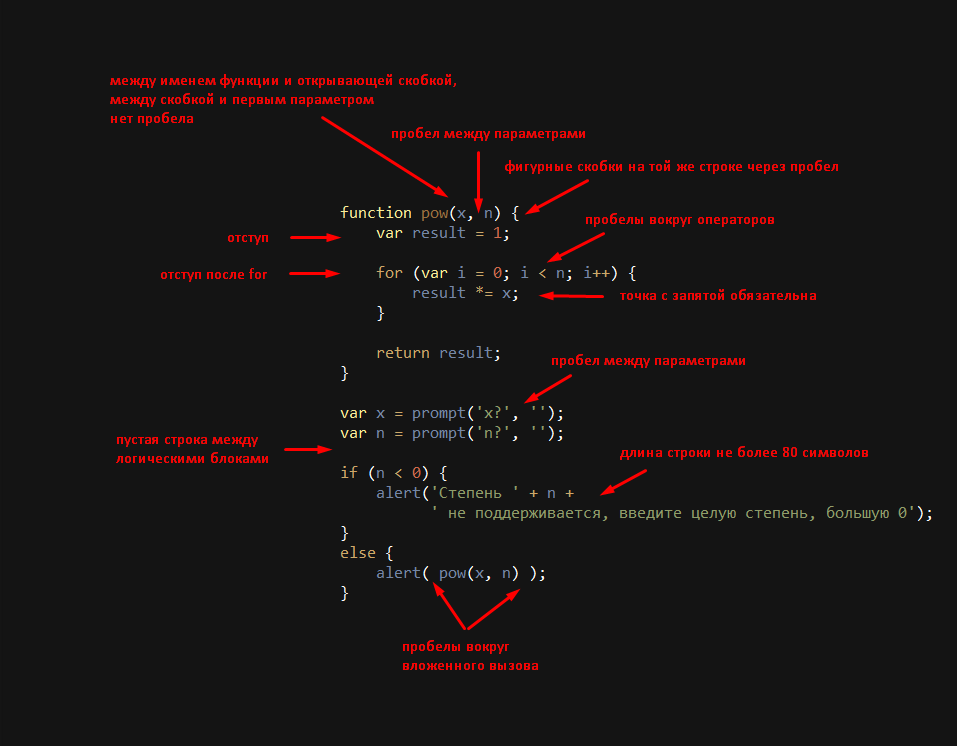 между именем функции и открывающей скобкой,
между скобкой и первым параметром
нет пробела
пробел между параметрами
фигурные скобки на той же строке через пробел
function pow(x, n) {
пробелы вокруг операторов
отступ
    var result = 1;
отступ после for
    for (var i = 0; i < n; i++) {
        result *= x;
точка с запятой обязательна
    }
    return result;
пробел между параметрами
}
var x = prompt('x?', '');
var n = prompt('n?', '');
пустая строка между
логическими блоками
длина строки не более 80 символов
if (n < 0) {
    alert('Степень ' + n +
          ' не поддерживается, введите целую степень, большую 0');
}
else {
    alert( pow(x, n) );
}
пробелы вокруг
вложенного вызова